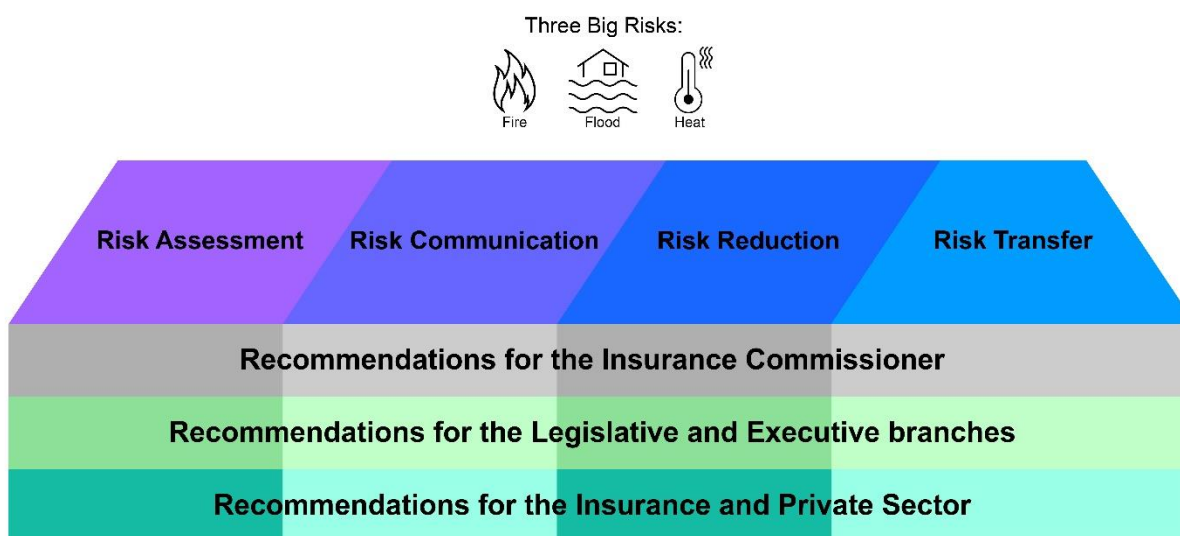 Three Big Risks:
Fire
Flood
Heat
Risk Assessment
Risk Communication
Risk Reduction
Risk Transfer
Recommendations for the Insurance Commissioner
Recommendations for the Legislative and Executive branches
Recommendations for the Insurance and Private Sector